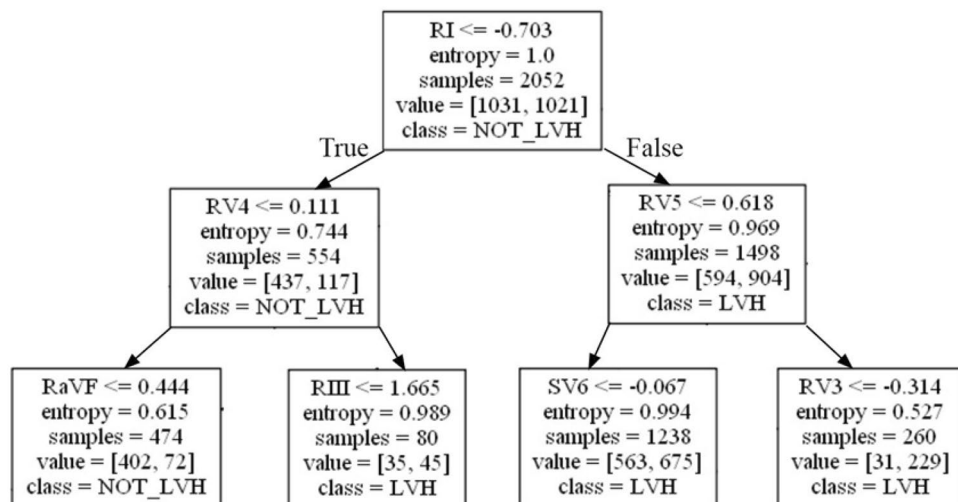 RI <= -0.703
entropy = 1.0
samples = 2052
value = [1031, 1021]
class = NOT_LVH
True
False
RV4 <= 0.111
entropy = 0.744
samples = 554
value = [437, 117]
class = NOT_LVH
RV5 <= 0.618
entropy = 0.969
samples = 1498
value = [594, 904]
class = LVH
RaVF <= 0.444
entropy = 0.615
samples = 474
value = [402, 72]
class = NOT_LVH
RIII <= 1.665
entropy = 0.989
samples = 80
value = [35, 45]
class = LVH
SV6 <= -0.067
entropy = 0.994
samples = 1238
value = [563, 675]
class = LVH
RV3 <= -0.314
entropy = 0.527
samples = 260
value = [31, 229]
class = LVH